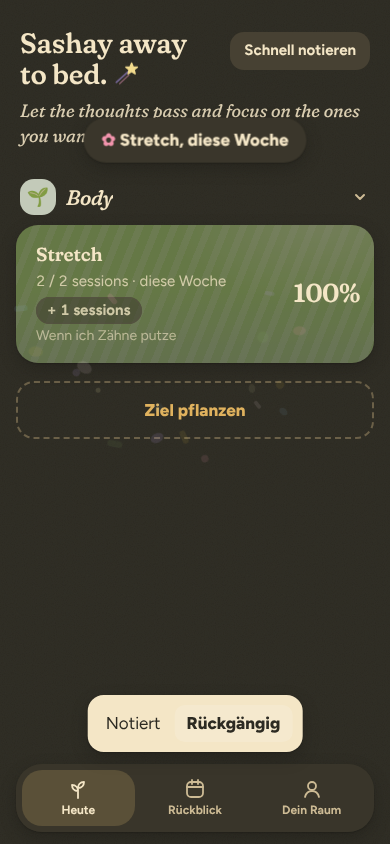 Sashay away
to bed.
Schnell notieren
Let the thoughts pass and focus on the ones
you wan
Stretch, diese Woche
Body
Stretch
2 / 2 sessions · diese Woche
+ 1 sessions
100%
Wenn ich Zähne putze
Ziel pflanzen
Notiert Rückgängig
Heute Rückblick Dein Raum